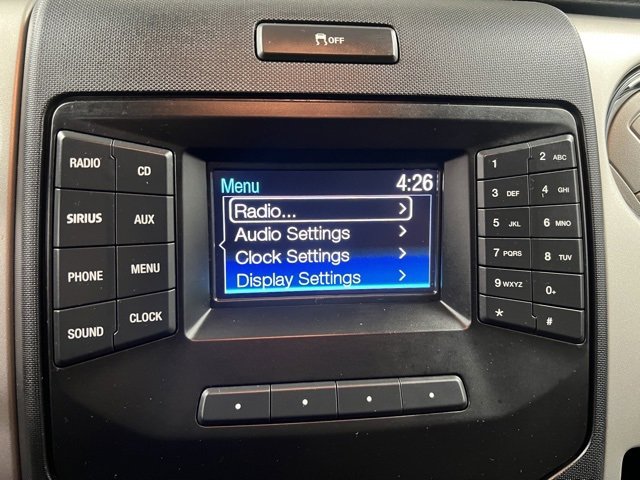 OFF
RADIO
CD
SIRIUS
AUX
PHONE
MENU
SOUND
CLOCK
Menu 4:26
Radio...
Audio Settings
Clock Settings
Display Settings
1
2 ABC
3 DEF
4 GHI
5 JKL
6 MNO
7 PQRS
8 TUV
9 WXYZ
0+
*
#